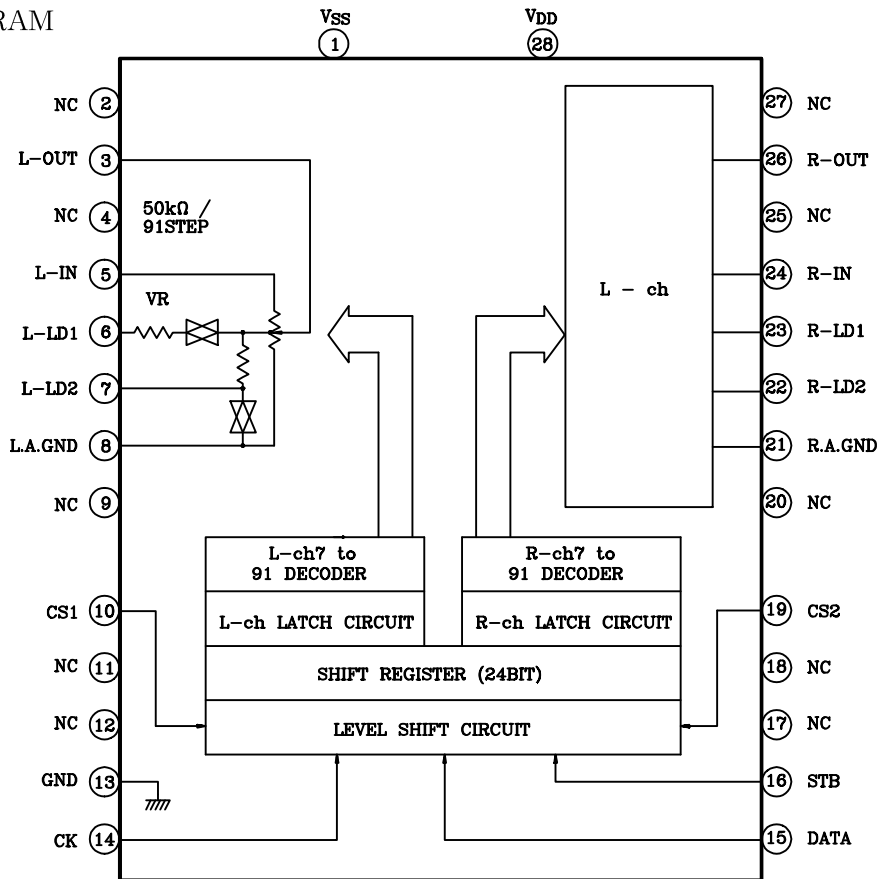 RAM
VSS
1
VDD
28
NC 2
27 NC
L-OUT 3
26 R-OUT
NC 4
50kΩ /
91STEP
25 NC
L-IN 5
24 R-IN
VR
L - ch
L-LD1 6
23 R-LD1
L-LD2 7
22 R-LD2
L.A.GND 8
21 R.A.GND
NC 9
20 NC
L-ch7 to
91 DECODER
R-ch7 to
91 DECODER
CS1 10
L-ch LATCH CIRCUIT
R-ch LATCH CIRCUIT
19 CS2
NC 11
SHIFT REGISTER (24BIT)
18 NC
NC 12
LEVEL SHIFT CIRCUIT
17 NC
GND 13
16 STB
CK 14
15 DATA